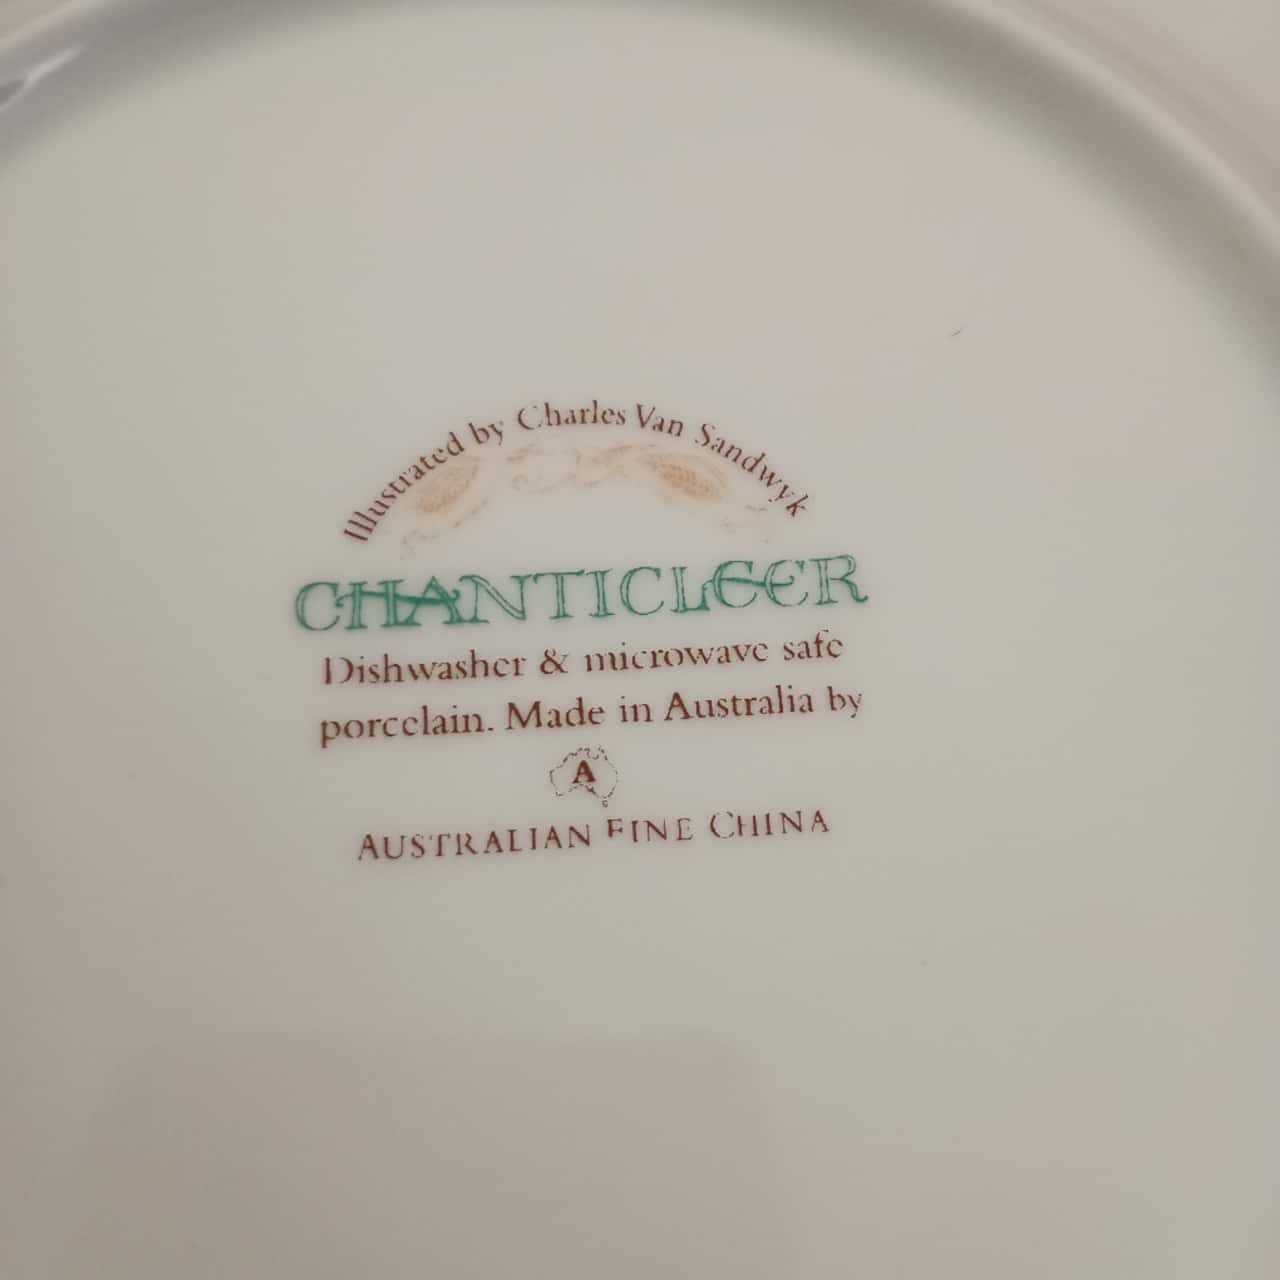 Illustrated by Charles Van Sandwyk
CHANTICLEER
Dishwasher & microwave safe
porcelain. Made in Australia by
A
AUSTRALIAN FINE CHINA